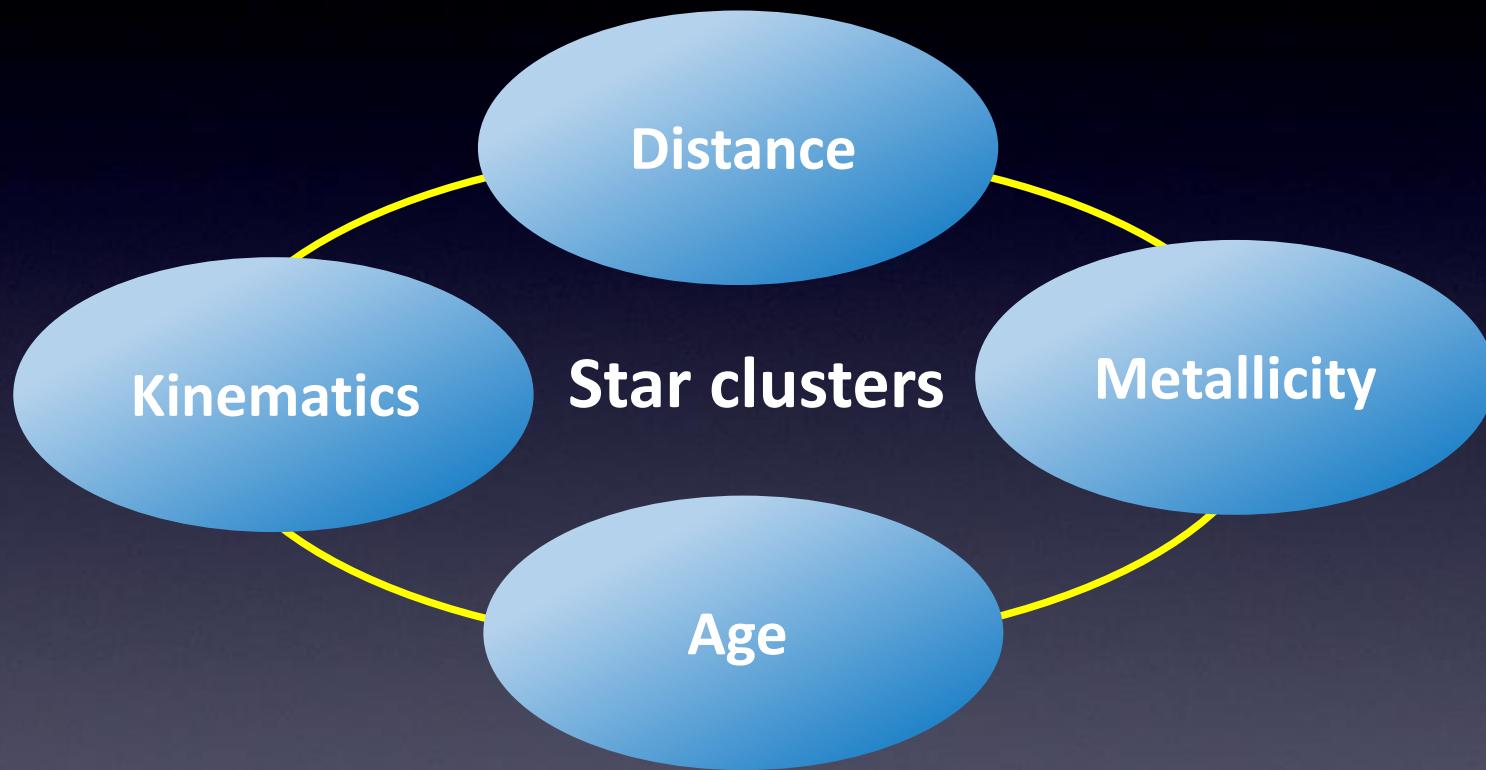 Distance
Kinematics
Star clusters
Metallicity
Age